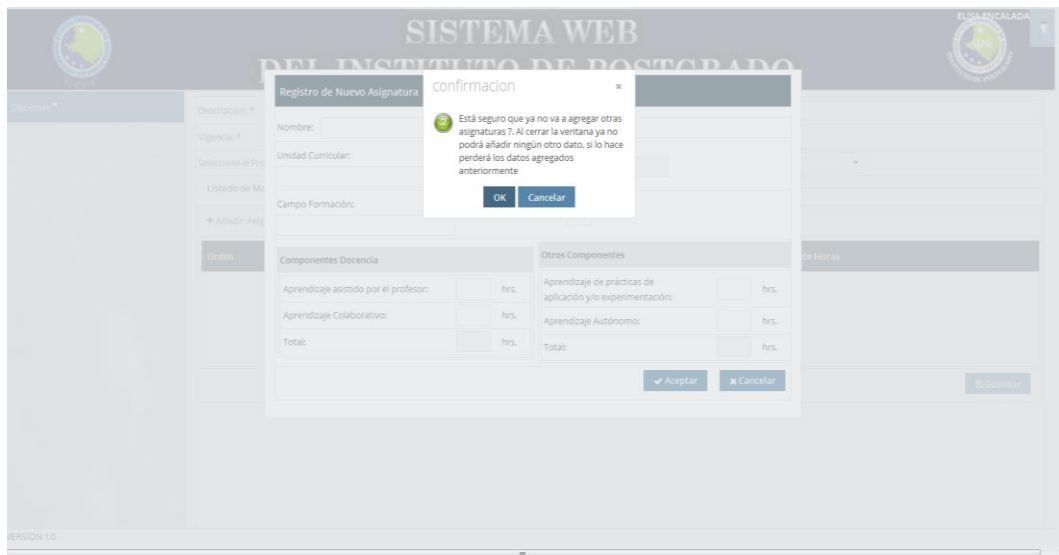 SISTEMA WEB
DEL INSTITUTO DE POSTGRADO
ELISA ENCALADA
Opciones
Descripción: *
Vigencia: *
Seleccione el Pro
Listado de Ma
Añadir Asig
Orden
de Horas
Guardar
Registro de Nuevo Asignatura
Nombre:
Unidad Curricular:
Campo Formación:
Componentes Docencia
Aprendizaje asistido por el profesor:
hrs.
Aprendizaje Colaborativo:
hrs.
Total:
hrs.
Otros Componentes
Aprendizaje de prácticas de
aplicación y/o experimentación:
hrs.
Aprendizaje Autónomo:
hrs.
Total:
hrs.
Aceptar
Cancelar
confirmacion
Está seguro que ya no va a agregar otras
asignaturas ?. Al cerrar la ventana ya no
podrá añadir ningún otro dato, si lo hace
perderá los datos agregados
anteriormente
OK
Cancelar
VERSION 1.0